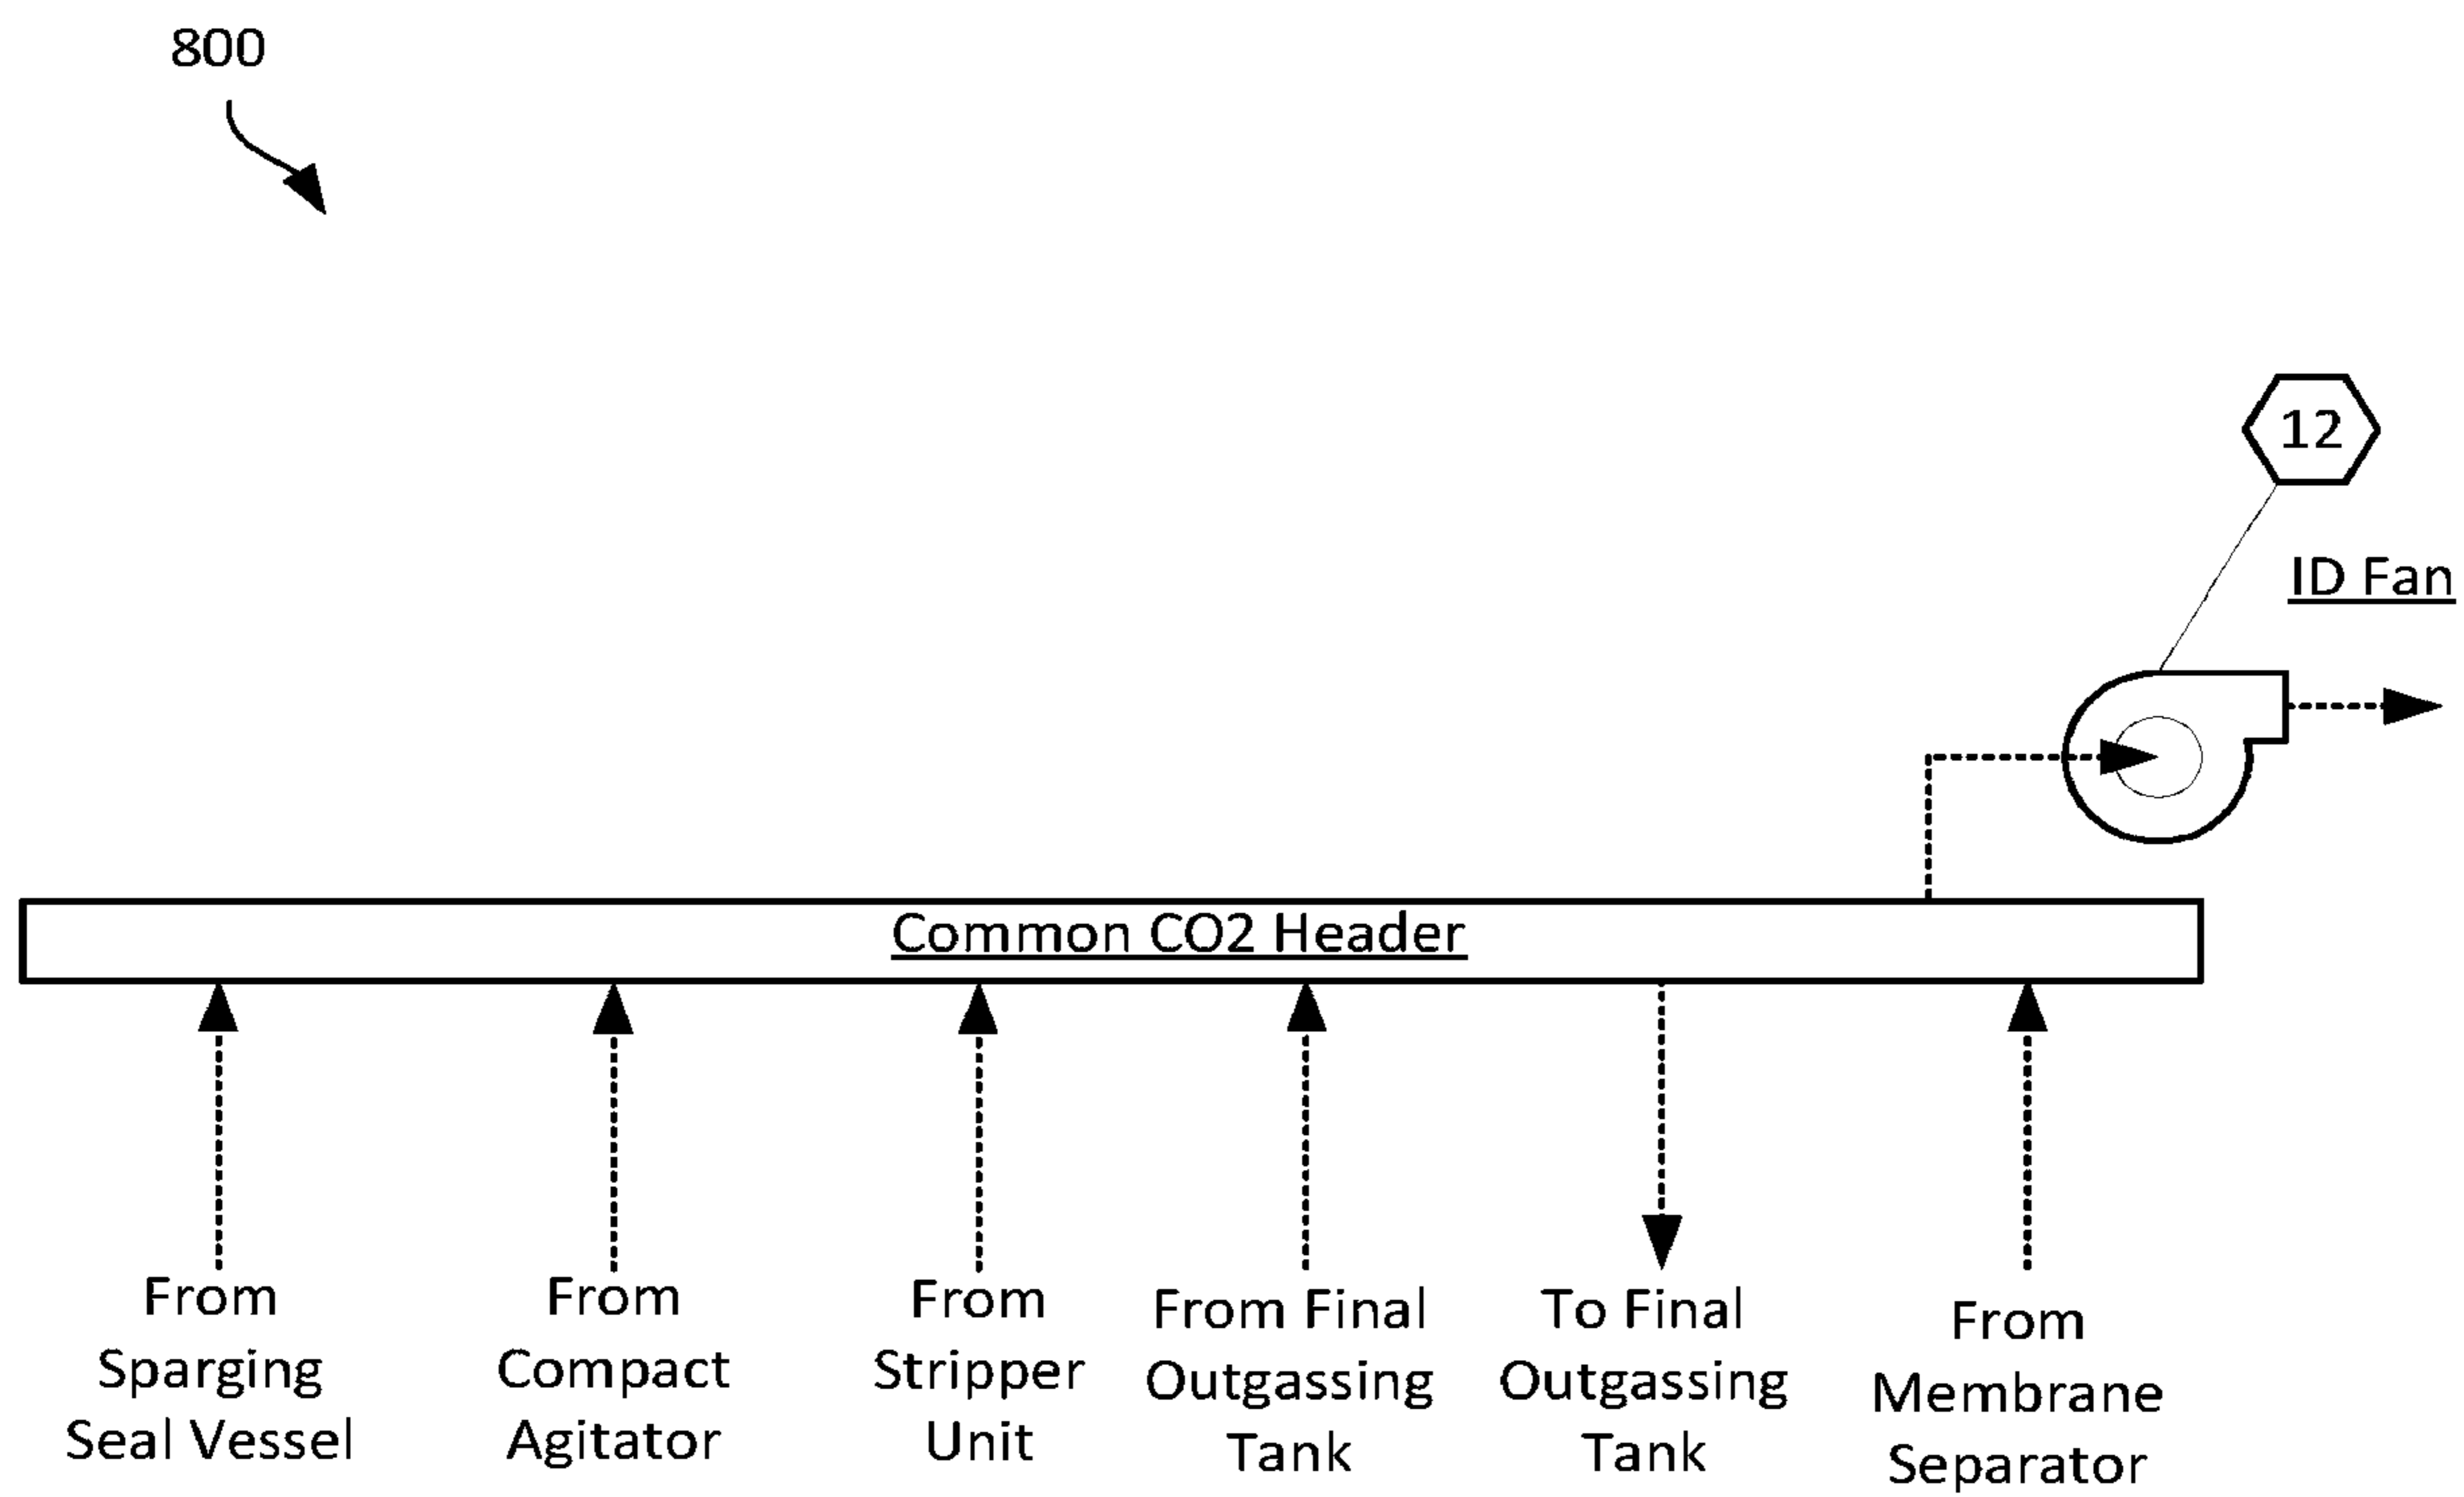 800
12
ID Fan
Common CO2 Header
From
Sparging
Seal Vessel
From
Compact
Agitator
From
Stripper
Unit
From Final
Outgassing
Tank
To Final
Outgassing
Tank
From
Membrane
Separator